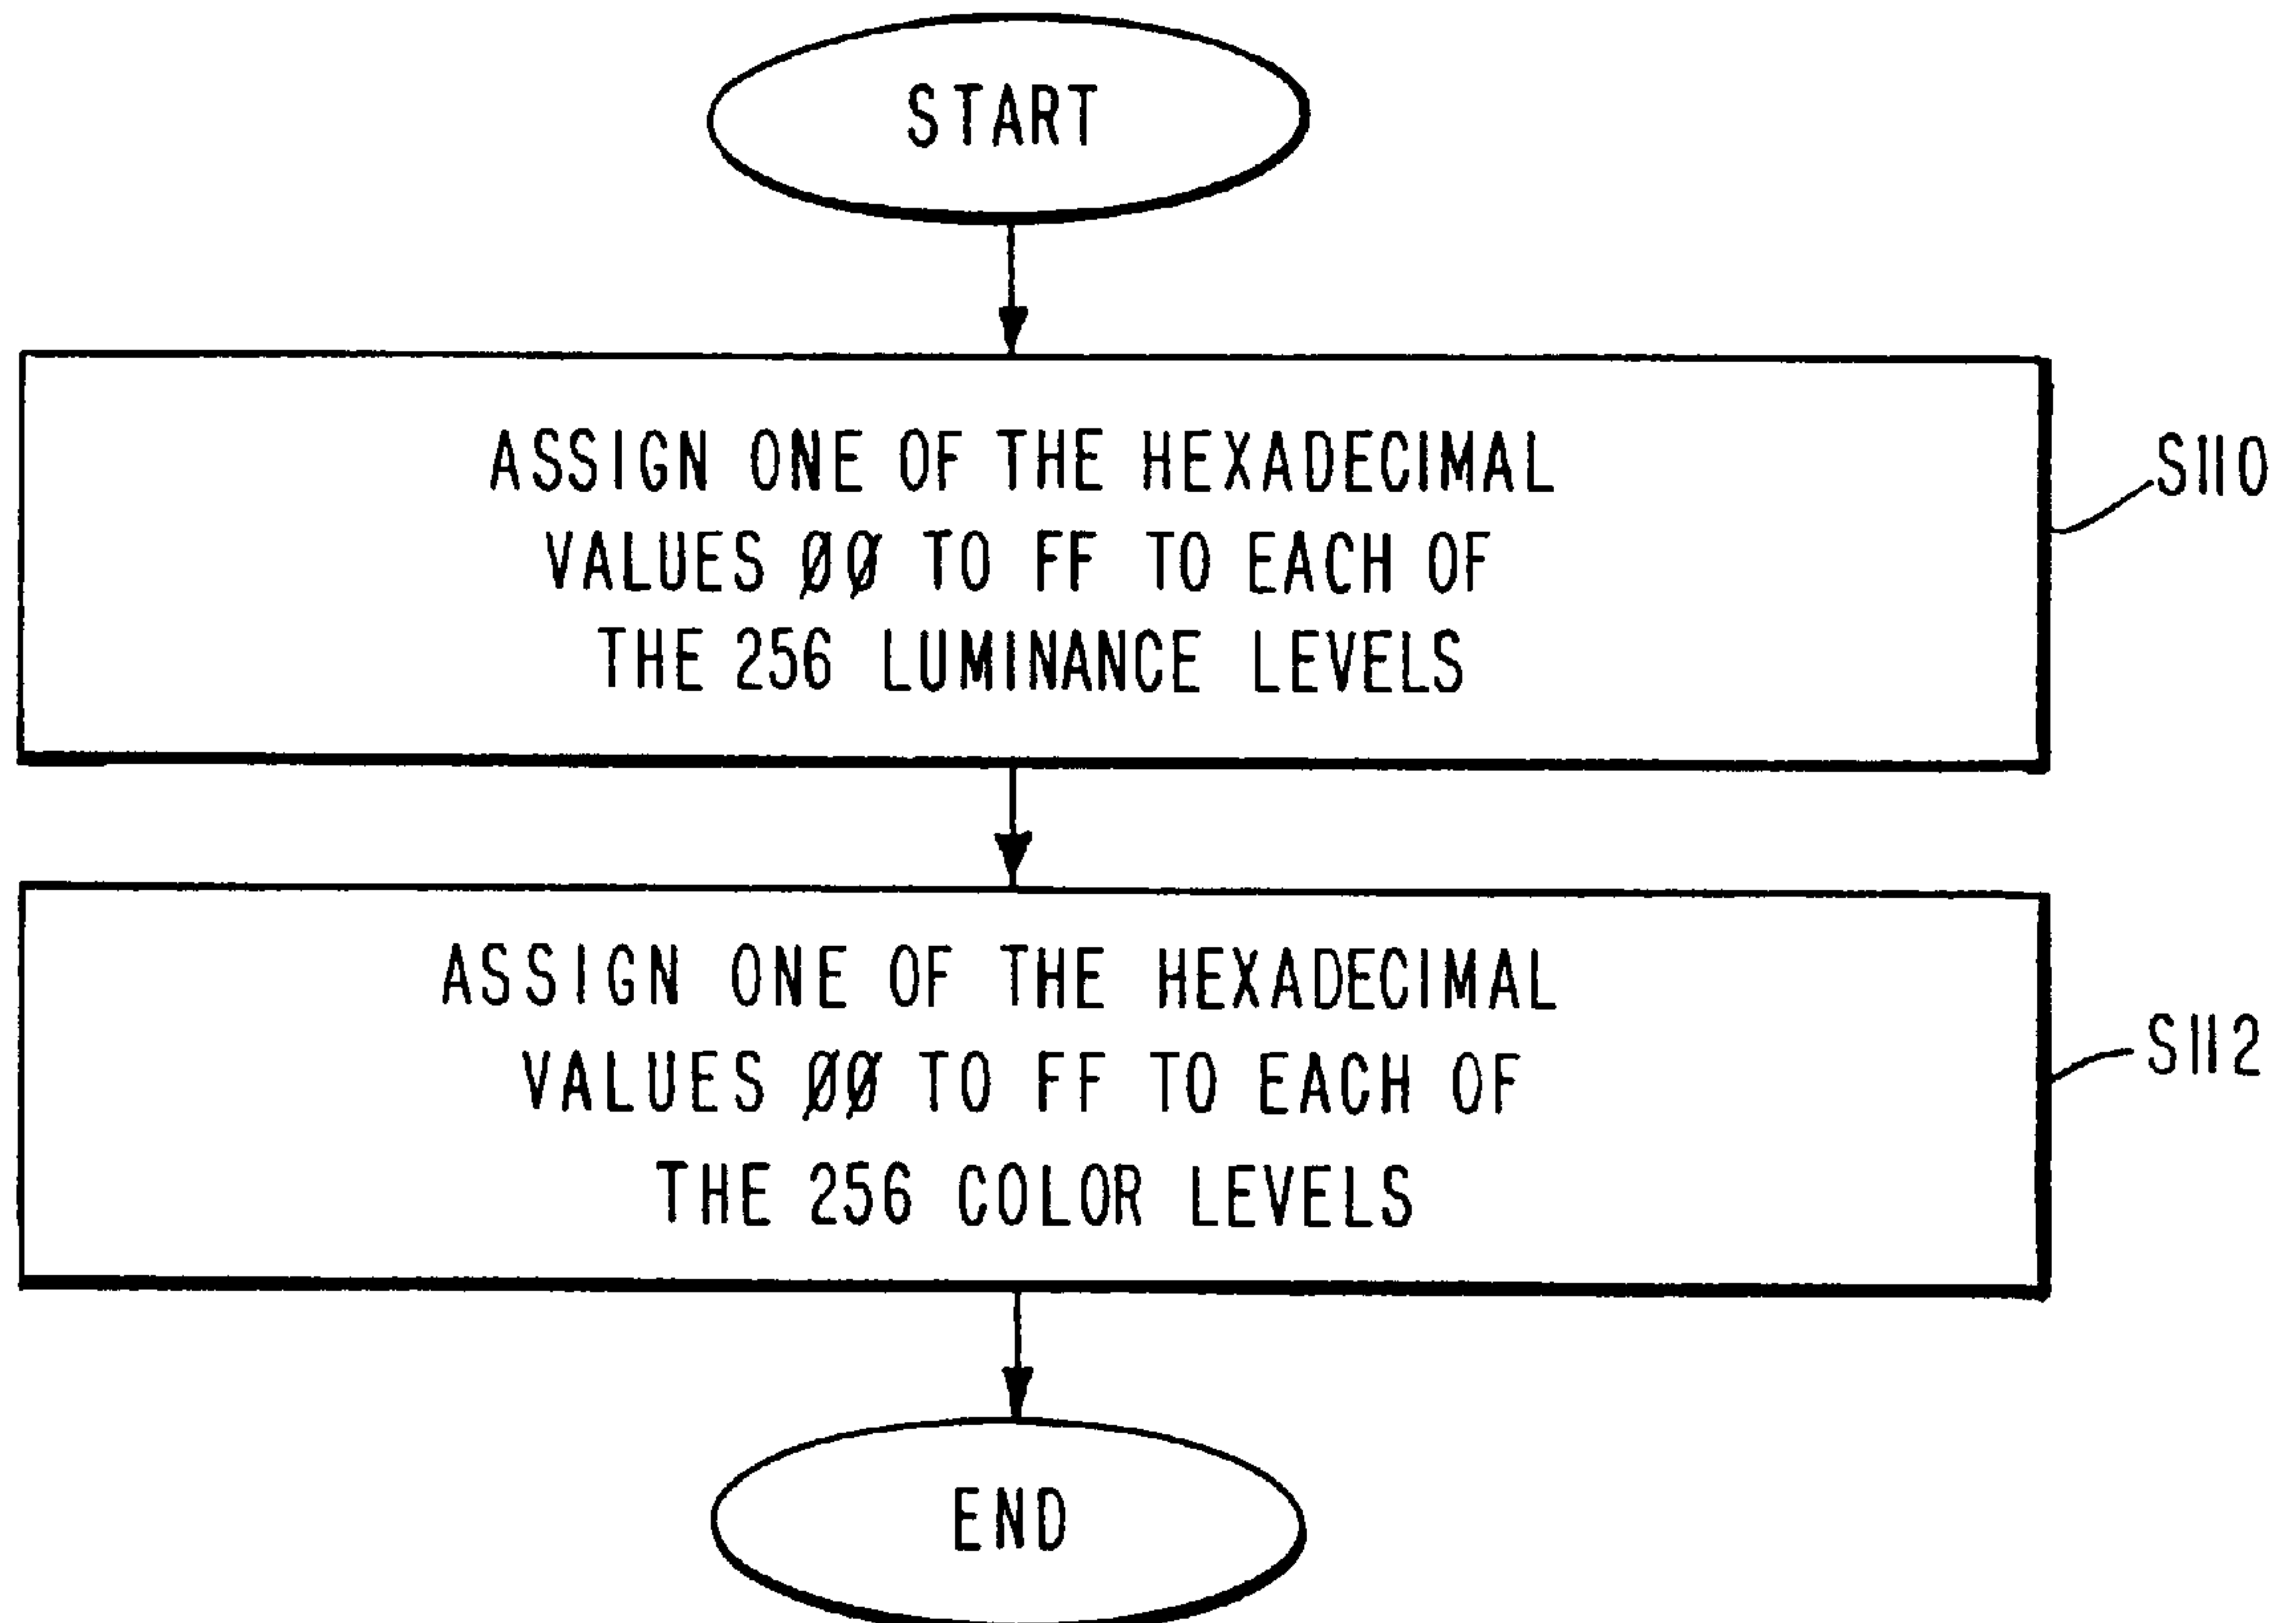 START
ASSIGN ONE OF THE HEXADECIMAL
VALUES ØØ TO FF TO EACH OF
THE 256 LUMINANCE LEVELS
S110
ASSIGN ONE OF THE HEXADECIMAL
VALUES ØØ TO FF TO EACH OF
THE 256 COLOR LEVELS
S112
END